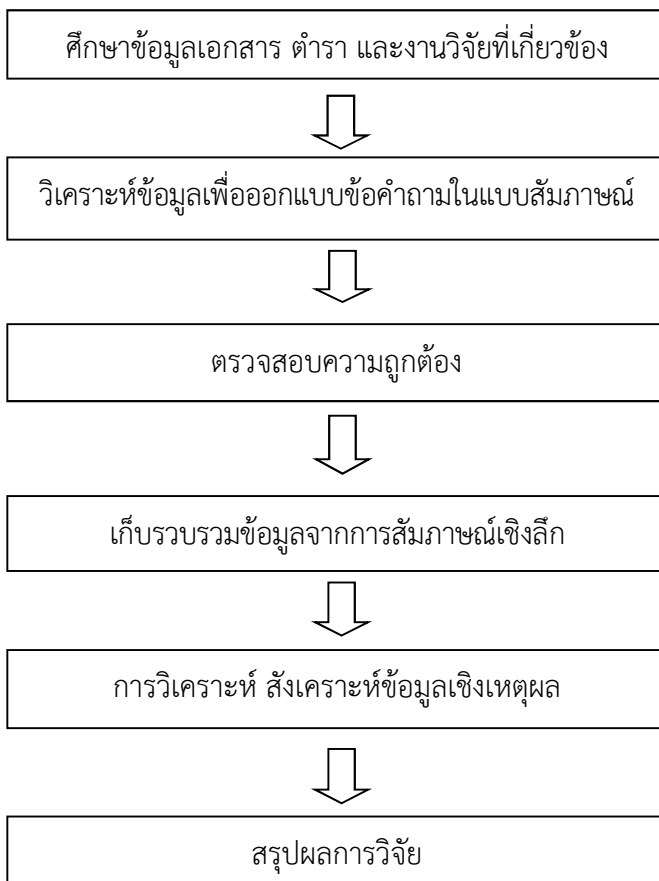 ศึกษาข้อมูลเอกสาร ตำรา และงานวิจัยที่เกี่ยวข้อง
วิเคราะห์ข้อมูลเพื่อออกแบบข้อคำถามในแบบสัมภาษณ์
ตรวจสอบความถูกต้อง
เก็บรวบรวมข้อมูลจากการสัมภาษณ์เชิงลึก
การวิเคราะห์ สังเคราะห์ข้อมูลเชิงเหตุผล
สรุปผลการวิจัย